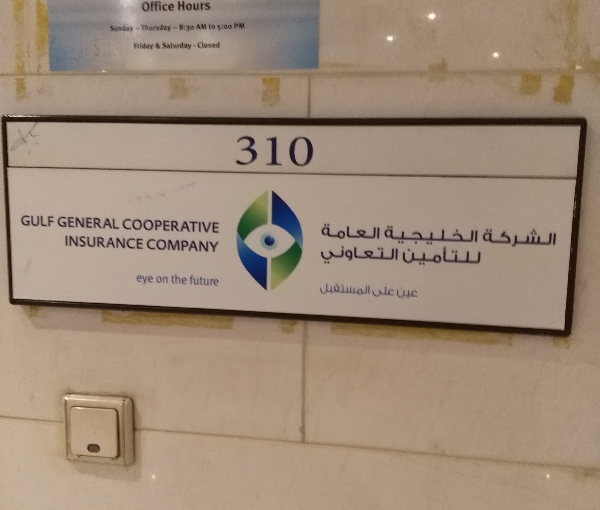 Office Hours
Sunday - Thursday - 8:30 AM to 5:00 PM
Friday & Saturday - Closed
310
GULF GENERAL COOPERATIVE
INSURANCE COMPANY
eye on the future
الشركة الخليجية العامة
للتأمين التعاوني
عين على المستقبل